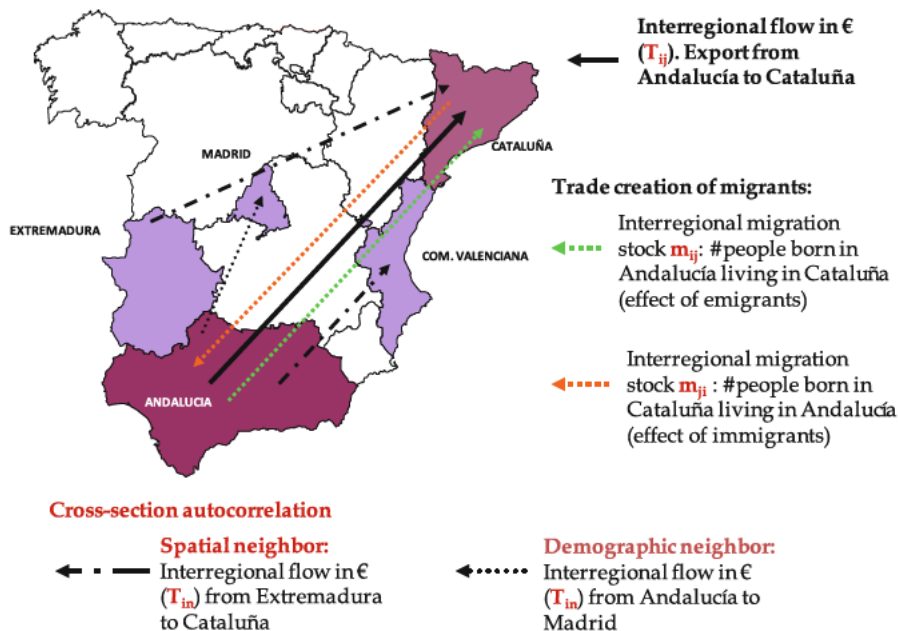 Interregional flow in €
(Tij). Export from
Andalucía to Cataluña
MADRID
CATALUÑA
EXTREMADURA
COM. VALENCIANA
ANDALUCIA
Trade creation of migrants:
Interregional migration
stock mij: #people born in
Andalucía living in Cataluña
(effect of emigrants)
Interregional migration
stock mji : #people born in
Cataluña living in Andalucía
(effect of immigrants)
Cross-section autocorrelation
Spatial neighbor:
Interregional flow in €
(Tin) from Extremadura
to Cataluña
Demographic neighbor:
Interregional flow in €
(Tin) from Andalucía to
Madrid